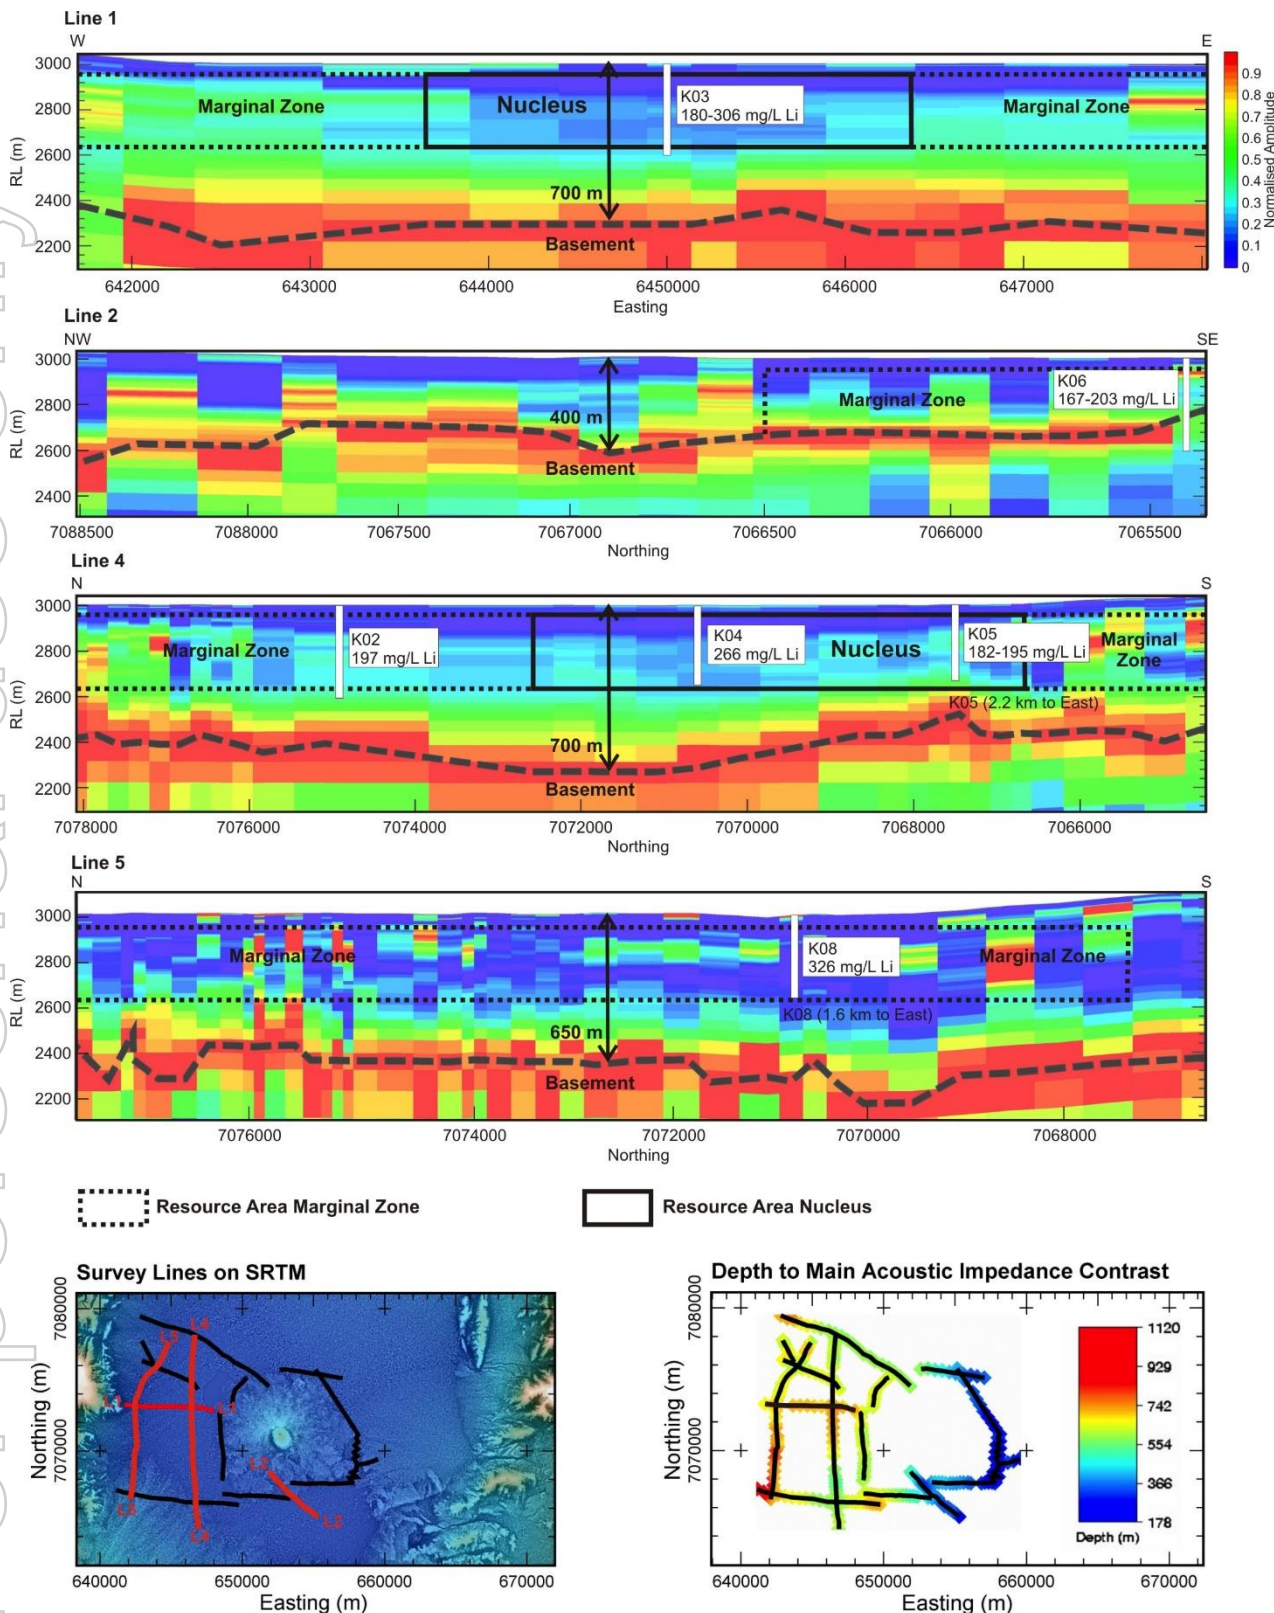 Line 1
W
E
3000
2800
2600
2400
2200
RL (m)
Marginal Zone
Nucleus
K03
180-306 mg/L Li
Marginal Zone
700 m
Basement
642000 643000 644000 6450000 646000 647000
Easting
0.9
0.8
0.7
0.6
0.5
0.4
0.3
0.2
0.1
0
Normalised Amplitude
Line 2
NW
SE
3000
2800
2600
2400
RL (m)
400 m
Basement
Marginal Zone
K06
167-203 mg/L Li
7088500 7088000 7067500 7067000 7066500 7066000 7065500
Northing
Line 4
N
S
3000
2800
2600
2400
2200
RL (m)
Marginal Zone
K02
197 mg/L Li
K04
266 mg/L Li
Nucleus
K05
182-195 mg/L Li
Marginal
Zone
K05 (2.2 km to East)
700 m
Basement
7078000 7076000 7074000 7072000 7070000 7068000 7066000
Northing
Line 5
N
S
3000
2800
2600
2400
2200
RL (m)
Marginal Zone
K08
326 mg/L Li
Marginal Zone
K08 (1.6 km to East)
650 m
Basement
7076000 7074000 7072000 7070000 7068000
Northing
Resource Area Marginal Zone
Resource Area Nucleus
Survey Lines on SRTM
7080000
7070000
Northing (m)
L5
L4
L1
L1
L2
L2
L5
L4
640000 650000 660000 670000
Easting (m)
Depth to Main Acoustic Impedance Contrast
7080000
7070000
Northing (m)
1120
929
742
554
366
178
Depth (m)
640000 650000 660000 670000
Easting (m)